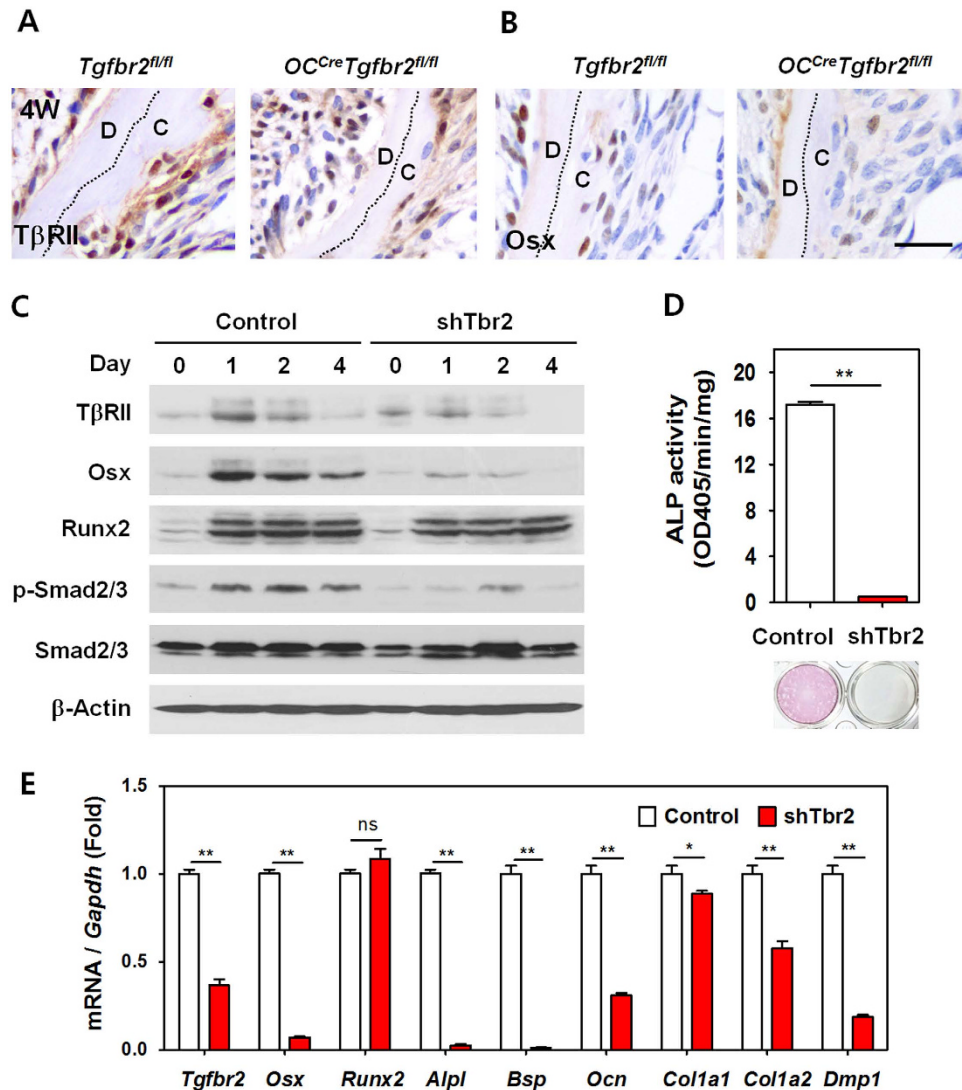 A
B
Tgfbr2fl/fl
OCCreTgfbr2fl/fl
Tgfbr2fl/fl
OCCreTgfbr2fl/fl
4W
D
C
TβRII
D
C
D
C
Osx
D
C
C
Control
shTbr2
Day
0 1 2 4 0 1 2 4
TβRII
Osx
Runx2
p-Smad2/3
Smad2/3
β-Actin
D
ALP activity
(OD405/min/mg)
20
16
12
8
4
0
**
Control shTbr2
E
mRNA / Gapdh (Fold)
1.5
1.0
0.5
0.0
Control shTbr2
** ** ns ** ** ** * ** **
Tgfbr2 Osx Runx2 Alpl Bsp Ocn Col1a1 Col1a2 Dmp1